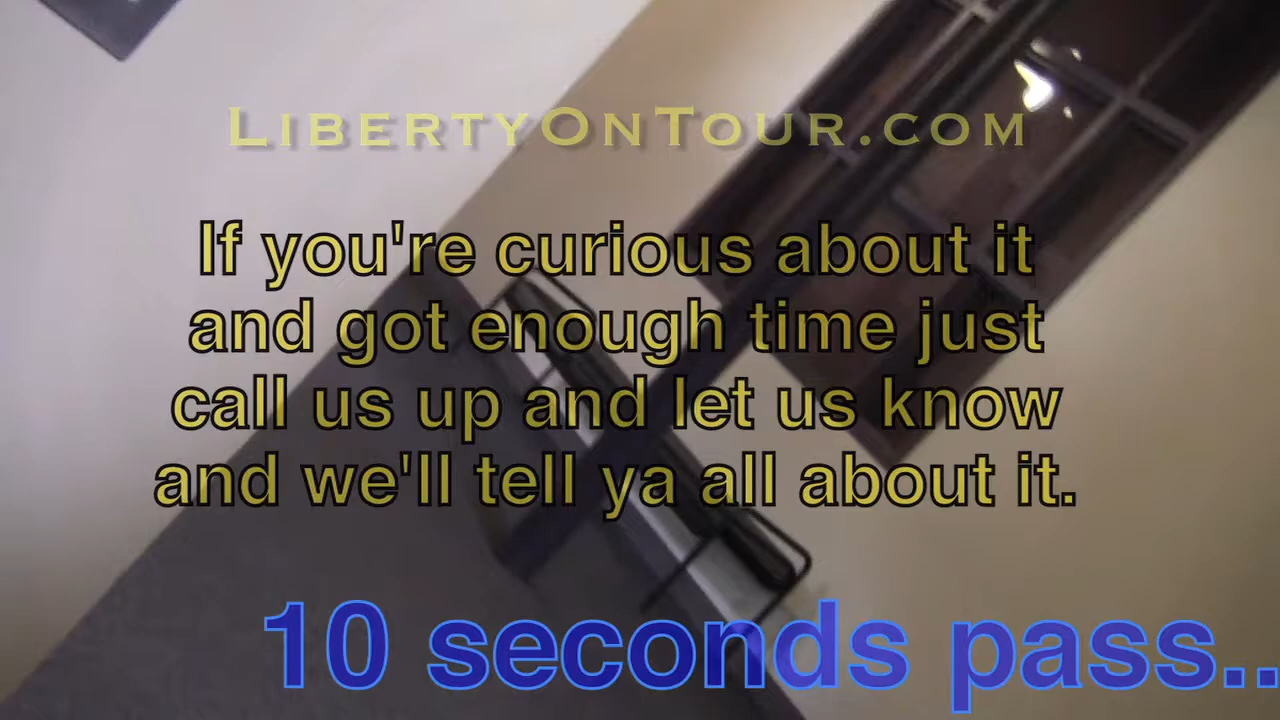 LIBERTYONTOUR.COM
If you're curious about it
and got enough time just
call us up and let us know
and we'll tell ya all about it.
10 seconds pass..